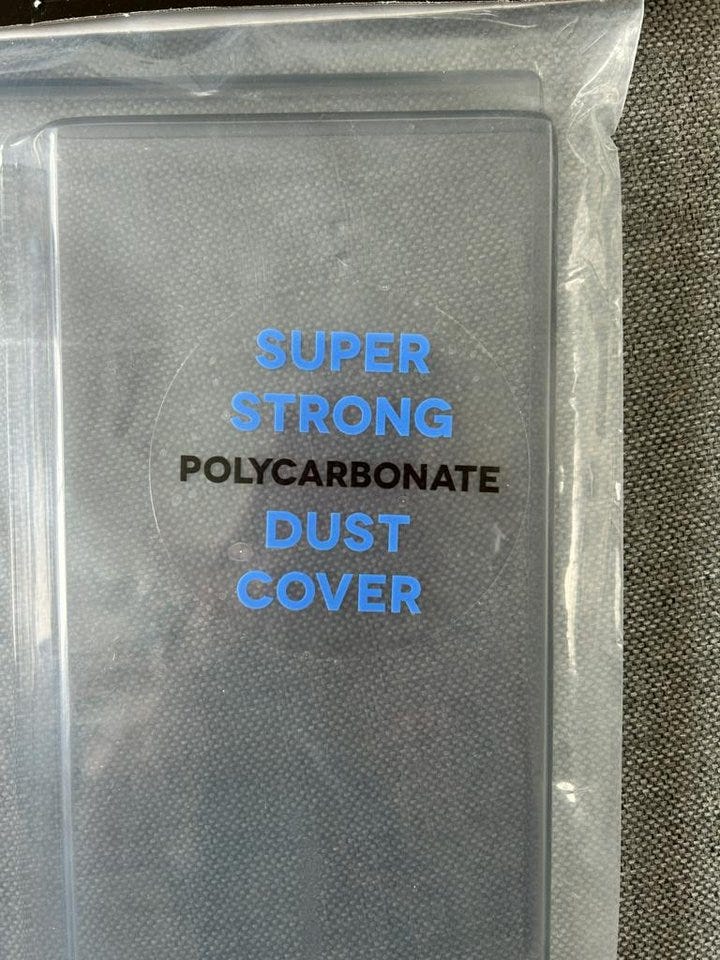 SUPER
STRONG
POLYCARBONATE
DUST
COVER